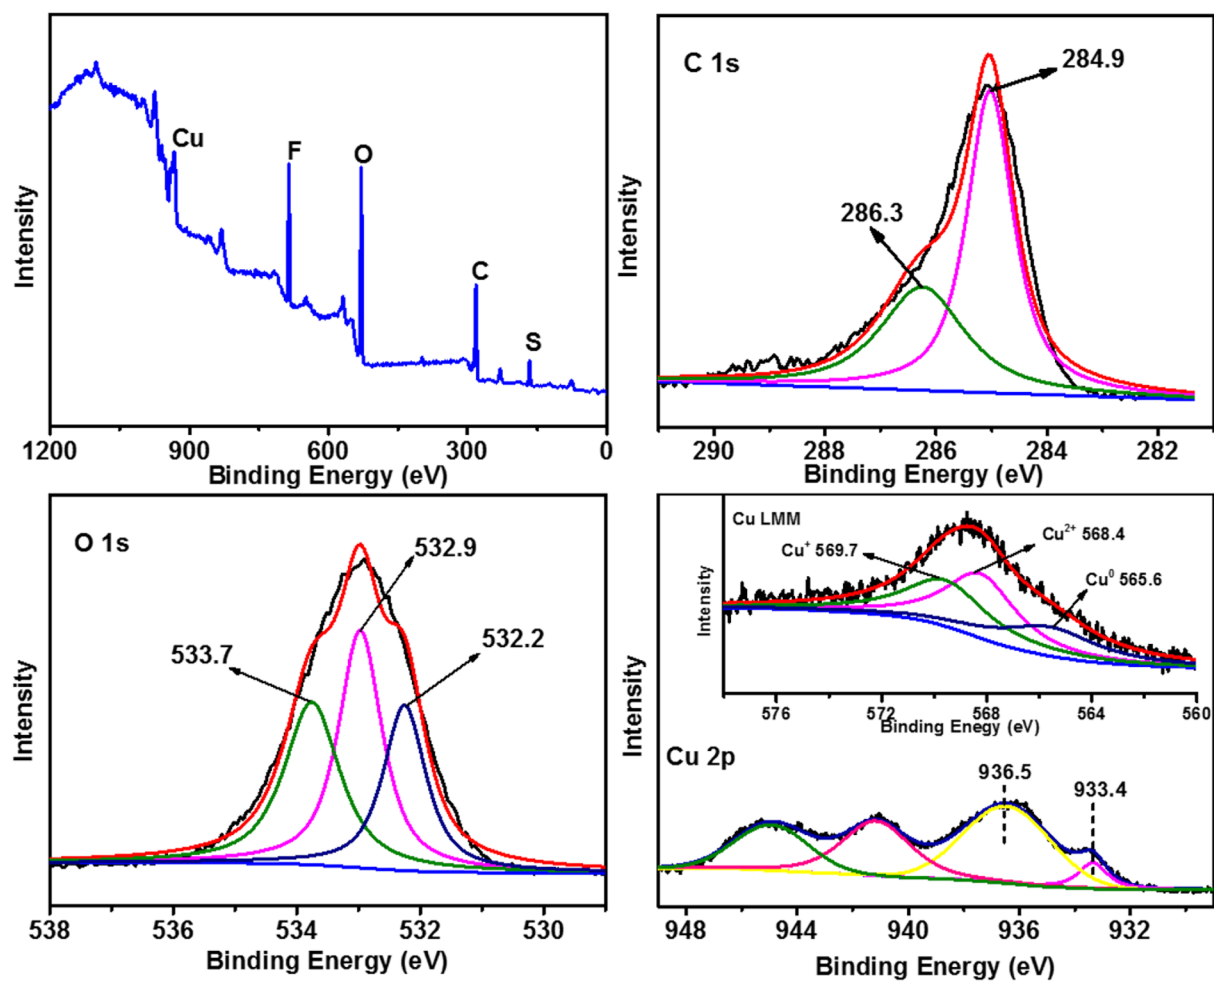 Intensity
Cu
F
O
C
S
1200
900
600
300
0
Binding Energy (eV)
Intensity
C 1s
284.9
286.3
290
288
286
284
282
Binding Energy (eV)
Intensity
O 1s
532.9
533.7
532.2
538
536
534
532
530
Binding Energy (eV)
Intensity
Intensity
Cu LMM
Cu⁺ 569.7
Cu²⁺ 568.4
Cu⁰ 565.6
576
572
568
564
560
Binding Enegy (eV)
Cu 2p
936.5
933.4
948
944
940
936
932
Binding Energy (eV)